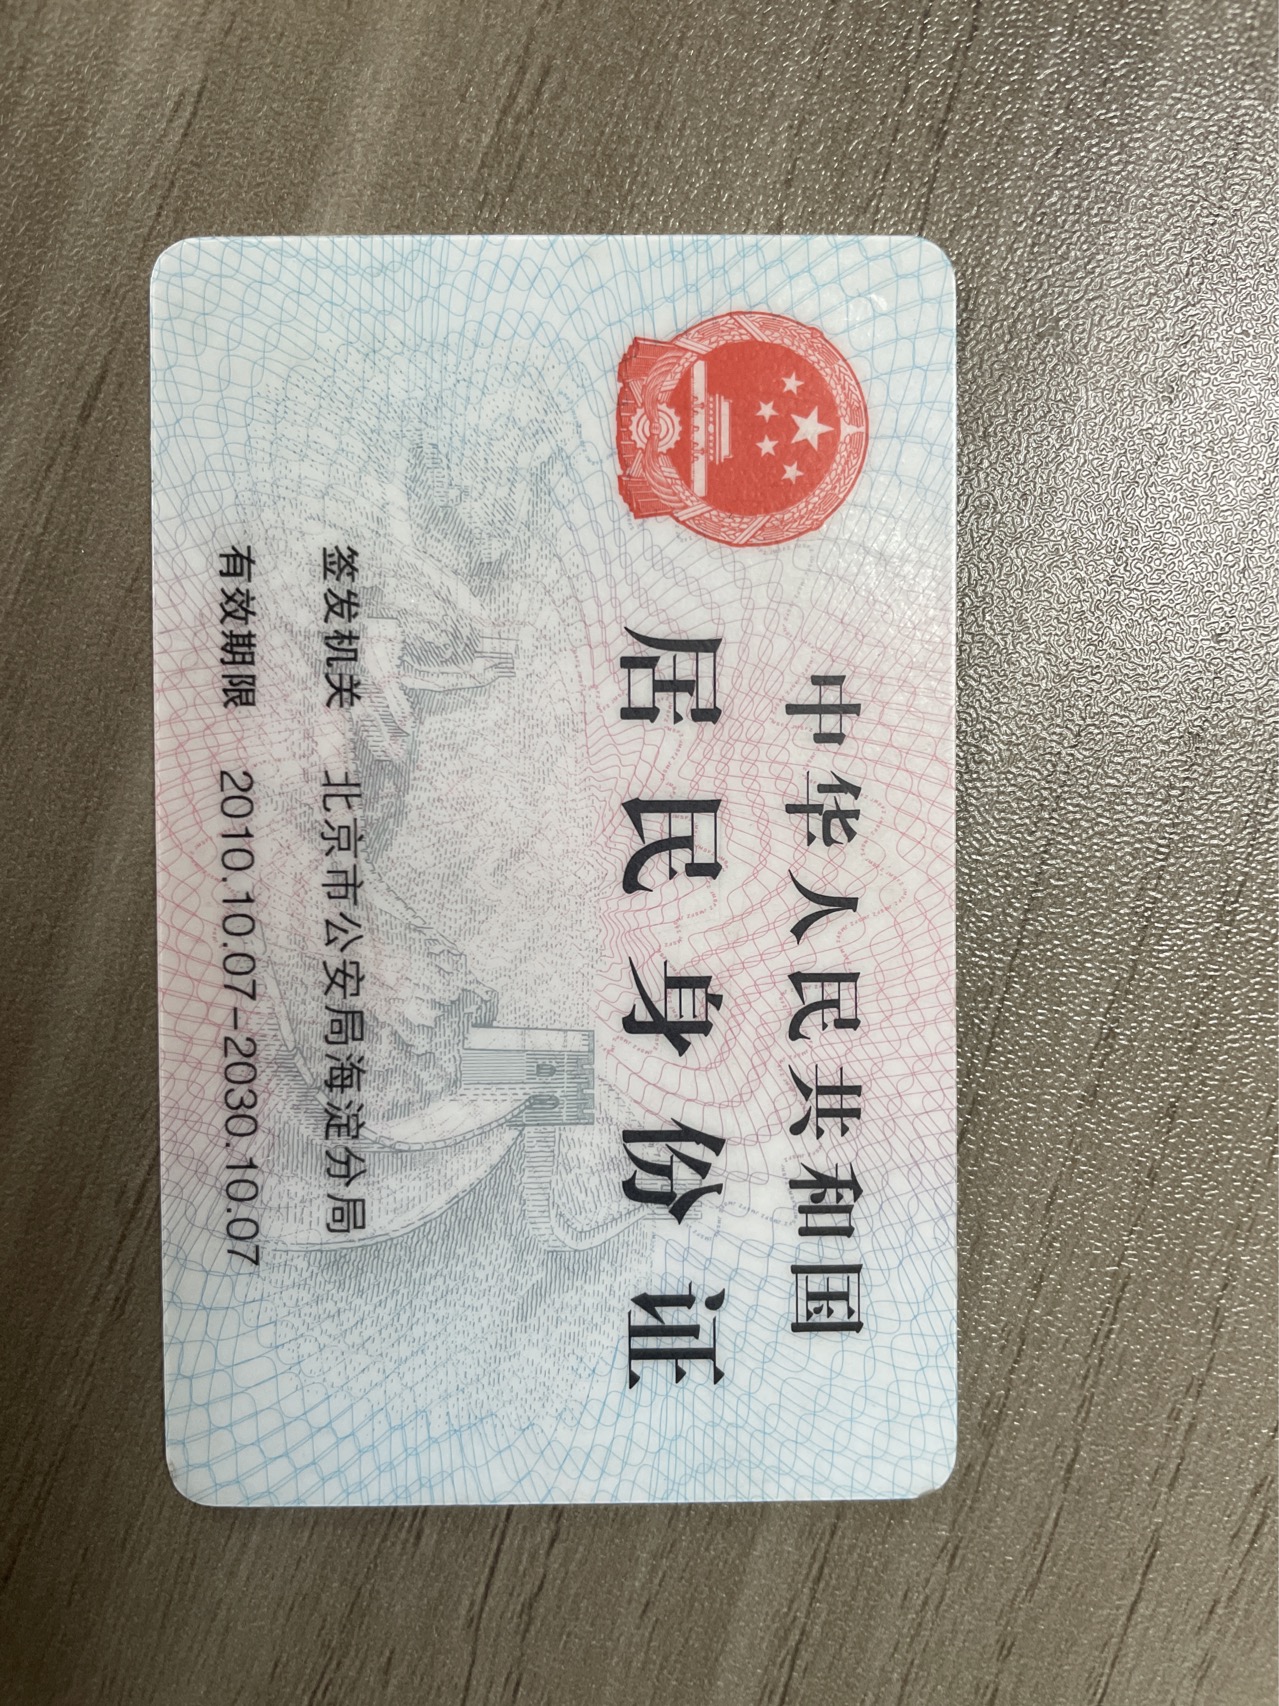 中华人民共和国
居民身份证
签发机关 北京市公安局海淀分局
有效期限 2010.10.07-2030.10.07